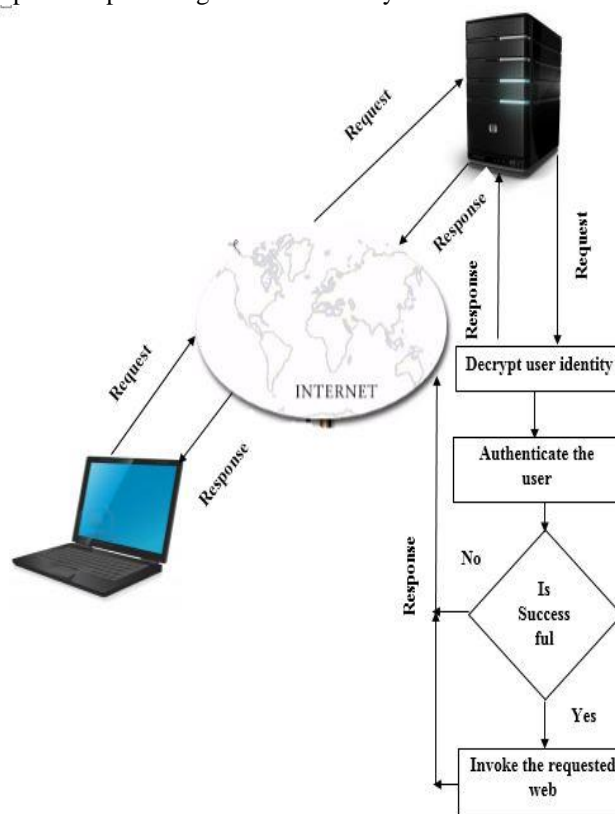 Request
Response
Request
Response
INTERNET
Request
Response
Decrypt user identity
Authenticate the
user
No
Is
Success
ful
Response
Yes
Invoke the requested
web